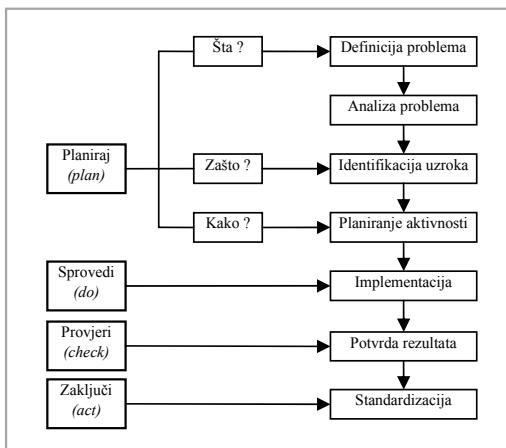 Šta ?
Definicija problema
Analiza problema
Planiraj
(plan)
Zašto ?
Identifikacija uzroka
Kako ?
Planiranje aktivnosti
Sprovedi
(do)
Implementacija
Provjeri
(check)
Potvrda rezultata
Zaključi
(act)
Standardizacija